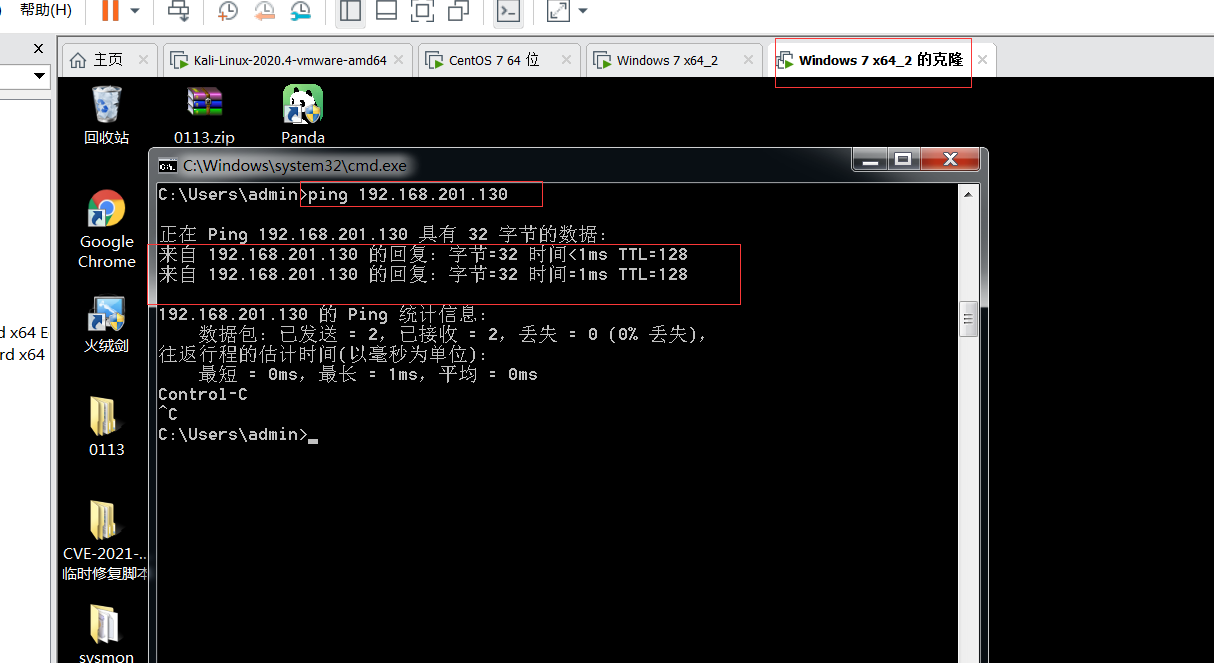 帮助(H)
主页
Kali-Linux-2020.4-vmware-amd64
CentOS 7 64 位
Windows 7 x64_2
Windows 7 x64_2 的克隆
回收站
0113.zip
Panda
C:\Windows\system32\cmd.exe
C:\Users\admin>ping 192.168.201.130
正在 Ping 192.168.201.130 具有 32 字节的数据:
来自 192.168.201.130 的回复: 字节=32 时间<1ms TTL=128
来自 192.168.201.130 的回复: 字节=32 时间=1ms TTL=128
192.168.201.130 的 Ping 统计信息:
数据包: 已发送 = 2，已接收 = 2，丢失 = 0 (0% 丢失)，
往返行程的估计时间(以毫秒为单位):
最短 = 0ms，最长 = 1ms，平均 = 0ms
Control-C
^C
C:\Users\admin>
Google
Chrome
火绒剑
0113
CVE-2021-...
临时修复脚本
sysmon
d x64 E
rd x64